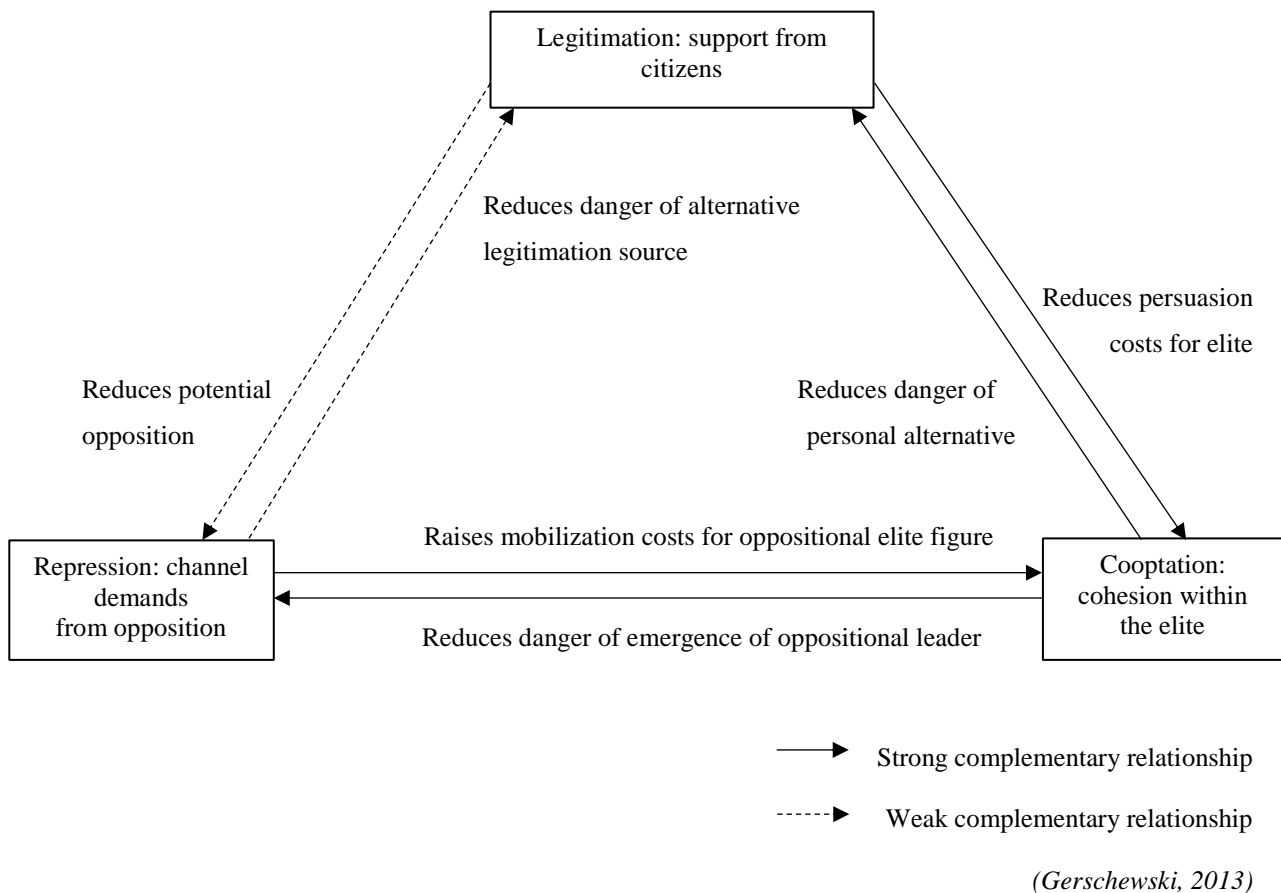 Legitimation: support from
citizens
Reduces danger of alternative
legitimation source
Reduces persuasion
costs for elite
Reduces potential
opposition
Reduces danger of
personal alternative
Raises mobilization costs for oppositional elite figure
Repression: channel
demands
from opposition
Cooptation:
cohesion within
the elite
Reduces danger of emergence of oppositional leader
Strong complementary relationship
Weak complementary relationship
(Gerschewski, 2013)